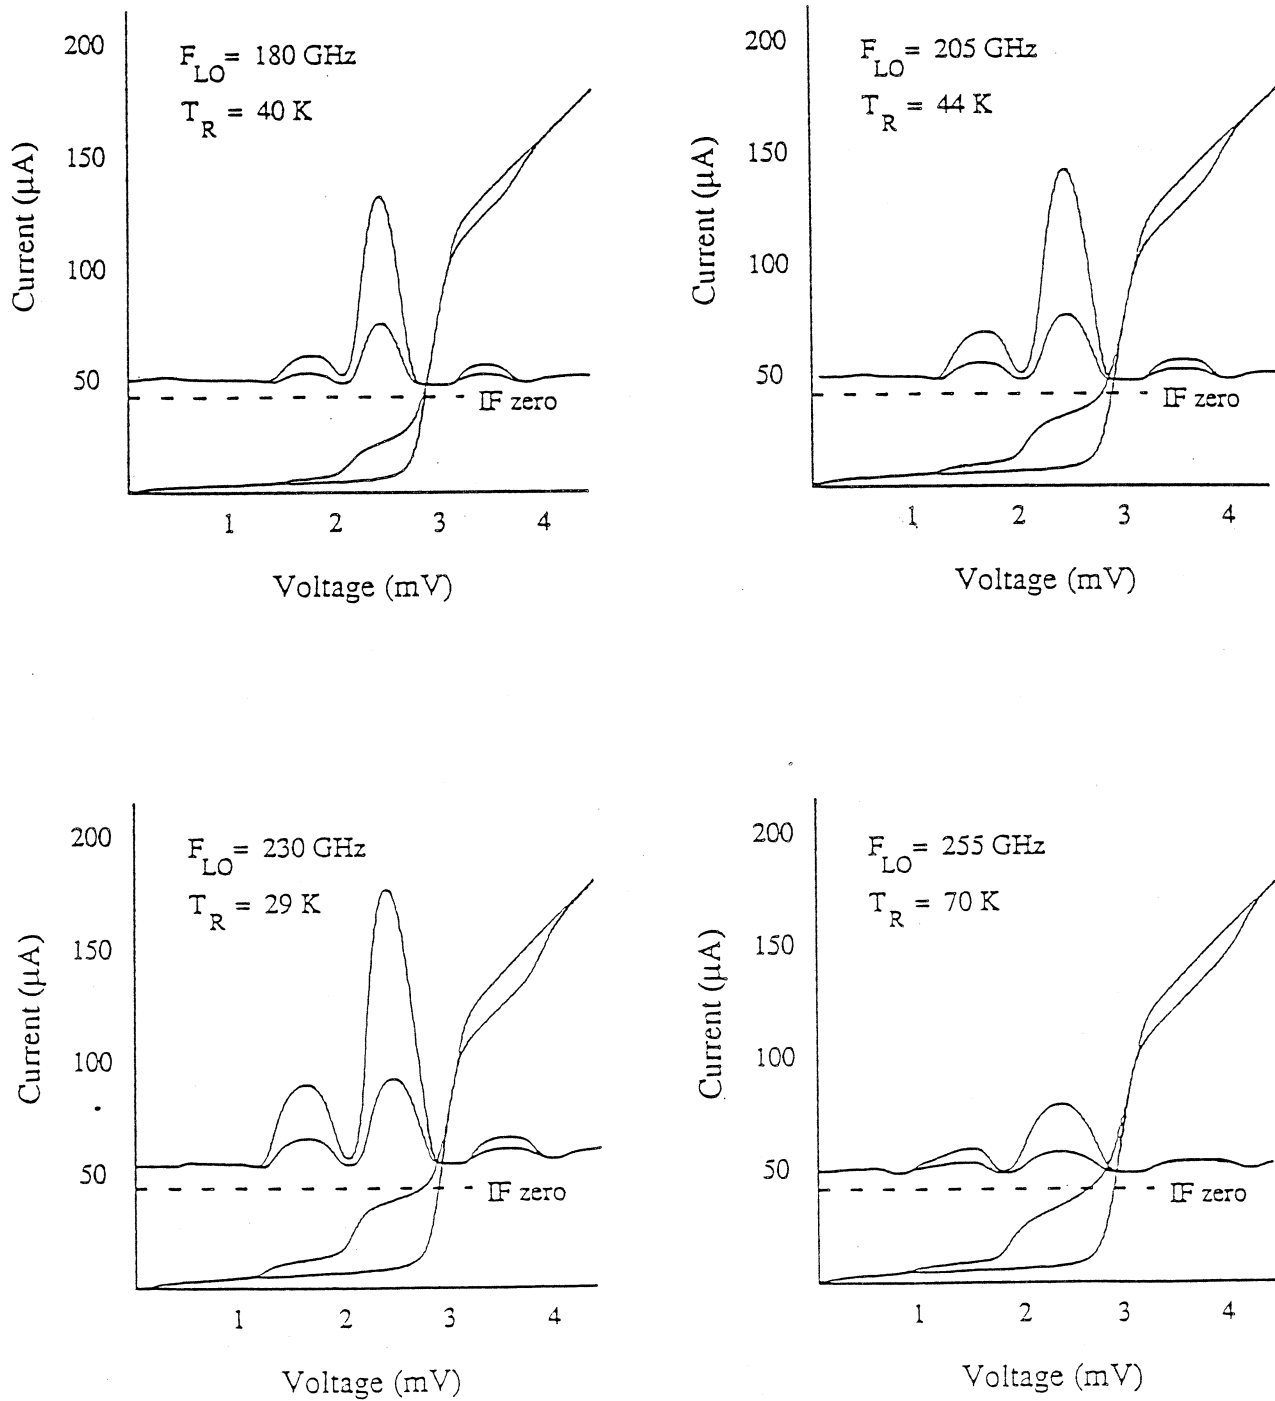 F_LO = 180 GHz
T_R = 40 K
200
150
100
50
Current (μA)
IF zero
1 2 3 4
Voltage (mV)
F_LO = 205 GHz
T_R = 44 K
200
150
100
50
Current (μA)
IF zero
1 2 3 4
Voltage (mV)
F_LO = 230 GHz
T_R = 29 K
200
150
100
50
Current (μA)
IF zero
1 2 3 4
Voltage (mV)
F_LO = 255 GHz
T_R = 70 K
200
150
100
50
Current (μA)
IF zero
1 2 3 4
Voltage (mV)